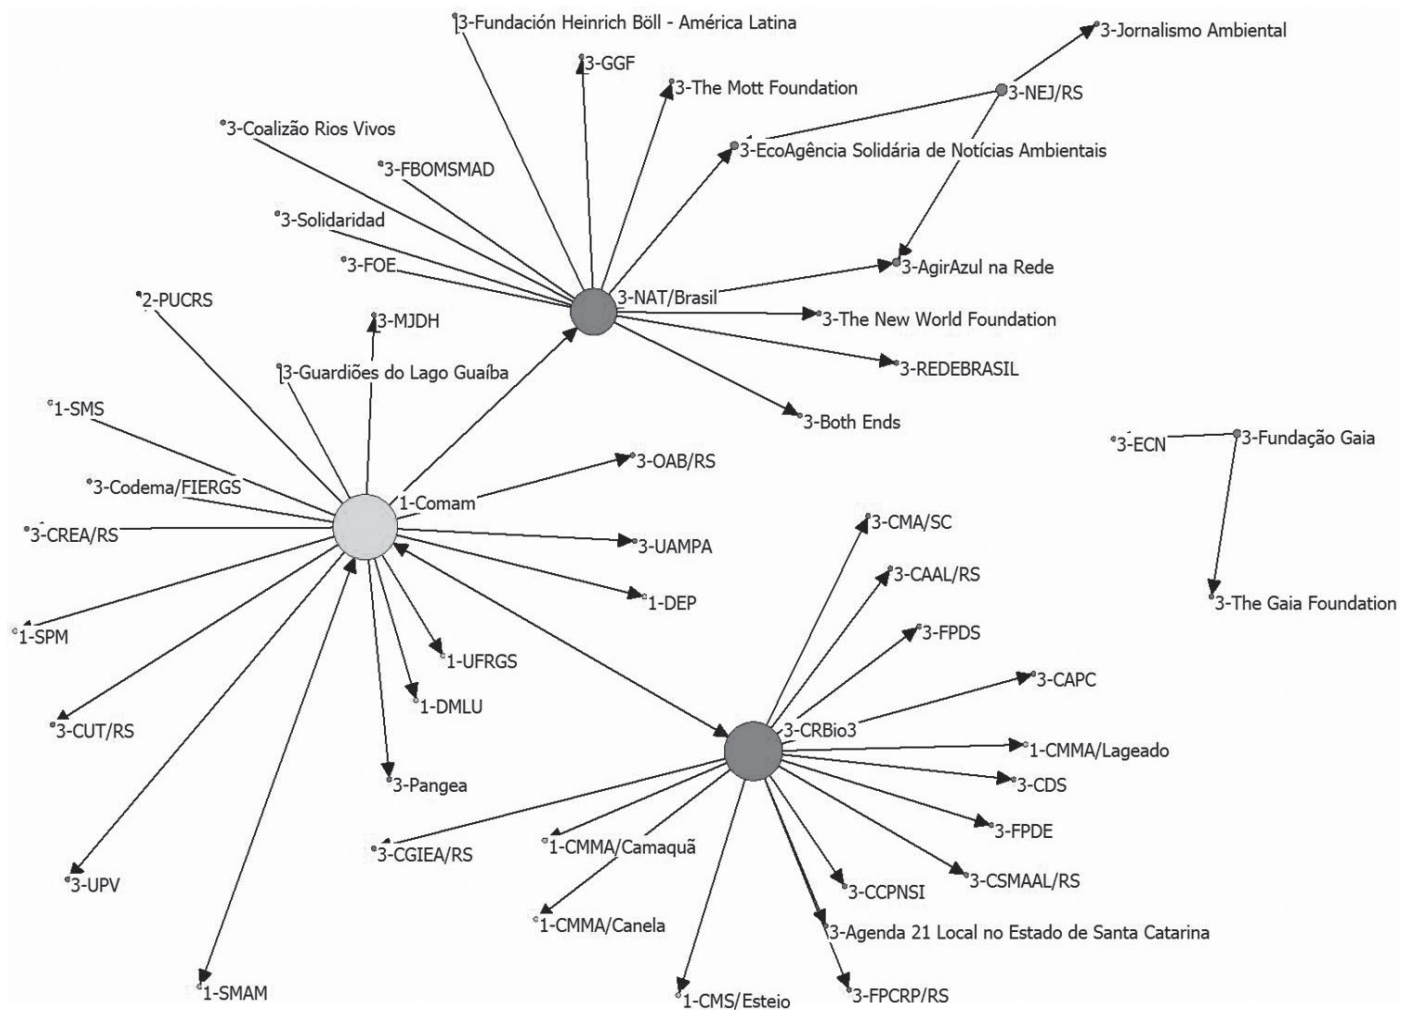 3-Fundación Heinrich Böll - América Latina
3-Jornalismo Ambiental
3-GGF
3-The Mott Foundation
3-NEJ/RS
3-Coalizão Rios Vivos
3-EcoAgência Solidária de Notícias Ambientais
3-FBOMSMAD
3-Solidaridad
3-FOE
3-AgirAzul na Rede
3-NAT/Brasil
2-PUCRS
3-MJDH
3-The New World Foundation
3-Guardiões do Lago Guaíba
3-REDEBRASIL
1-SMS
3-Both Ends
3-ECN
3-Fundação Gaia
3-OAB/RS
3-Codema/FIERGS
1-Comam
3-CREA/RS
3-CMA/SC
3-UAMPA
3-CAAL/RS
1-DEP
3-The Gaia Foundation
1-SPM
3-FPDS
1-UFRGS
3-CAPC
1-DMLU
3-CUT/RS
3-CRBio3
1-CMMA/Lageado
3-Pangea
3-CDS
3-FPDE
1-CMMA/Camaquã
3-CGIEA/RS
3-CSMAAL/RS
3-UPV
3-CCPNSI
1-CMMA/Canela
3-Agenda 21 Local no Estado de Santa Catarina
1-SMAM
1-CMS/Esteio
3-FPCRP/RS